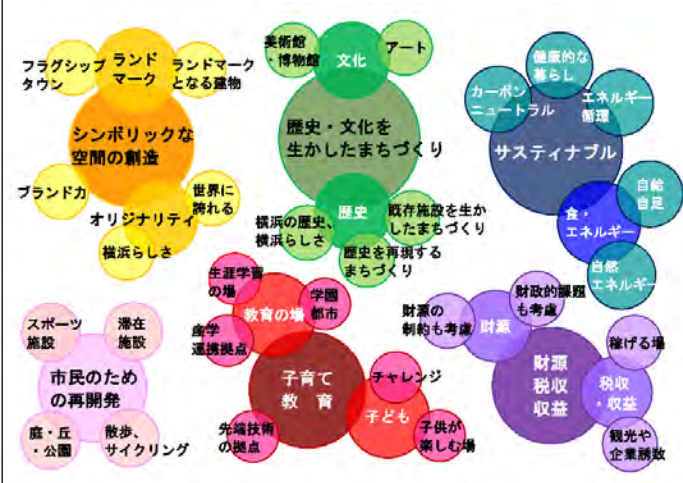 フラグシップ
タウン
ランド
マーク
ランドマーク
となる建物
シンボリックな
空間の創造
ブランド力
オリジナリティ
世界に
誇れる
横浜らしさ
美術館
・博物館
文化
アート
歴史・文化を
生かしたまちづくり
歴史
横浜の歴史、
横浜らしさ
既存施設を生か
したまちづくり
歴史を再現する
まちづくり
健康的な
暮らし
カーボン
ニュートラル
エネルギー
循環
サスティナブル
自給
自足
食・
エネルギー
自然
エネルギー
スポーツ
施設
滞在
施設
市民のため
の再開発
庭・丘
・公園
散歩、
サイクリング
生涯学習
の場
教育の場
学園
都市
産学
連携拠点
子育て
教 育
チャレンジ
子ども
先端技術
の拠点
子供が
楽しむ場
財源の
制約も考慮
財源
財政的課題
も考慮
財源
税収
収益
稼げる場
税収
・収益
観光や
企業誘致